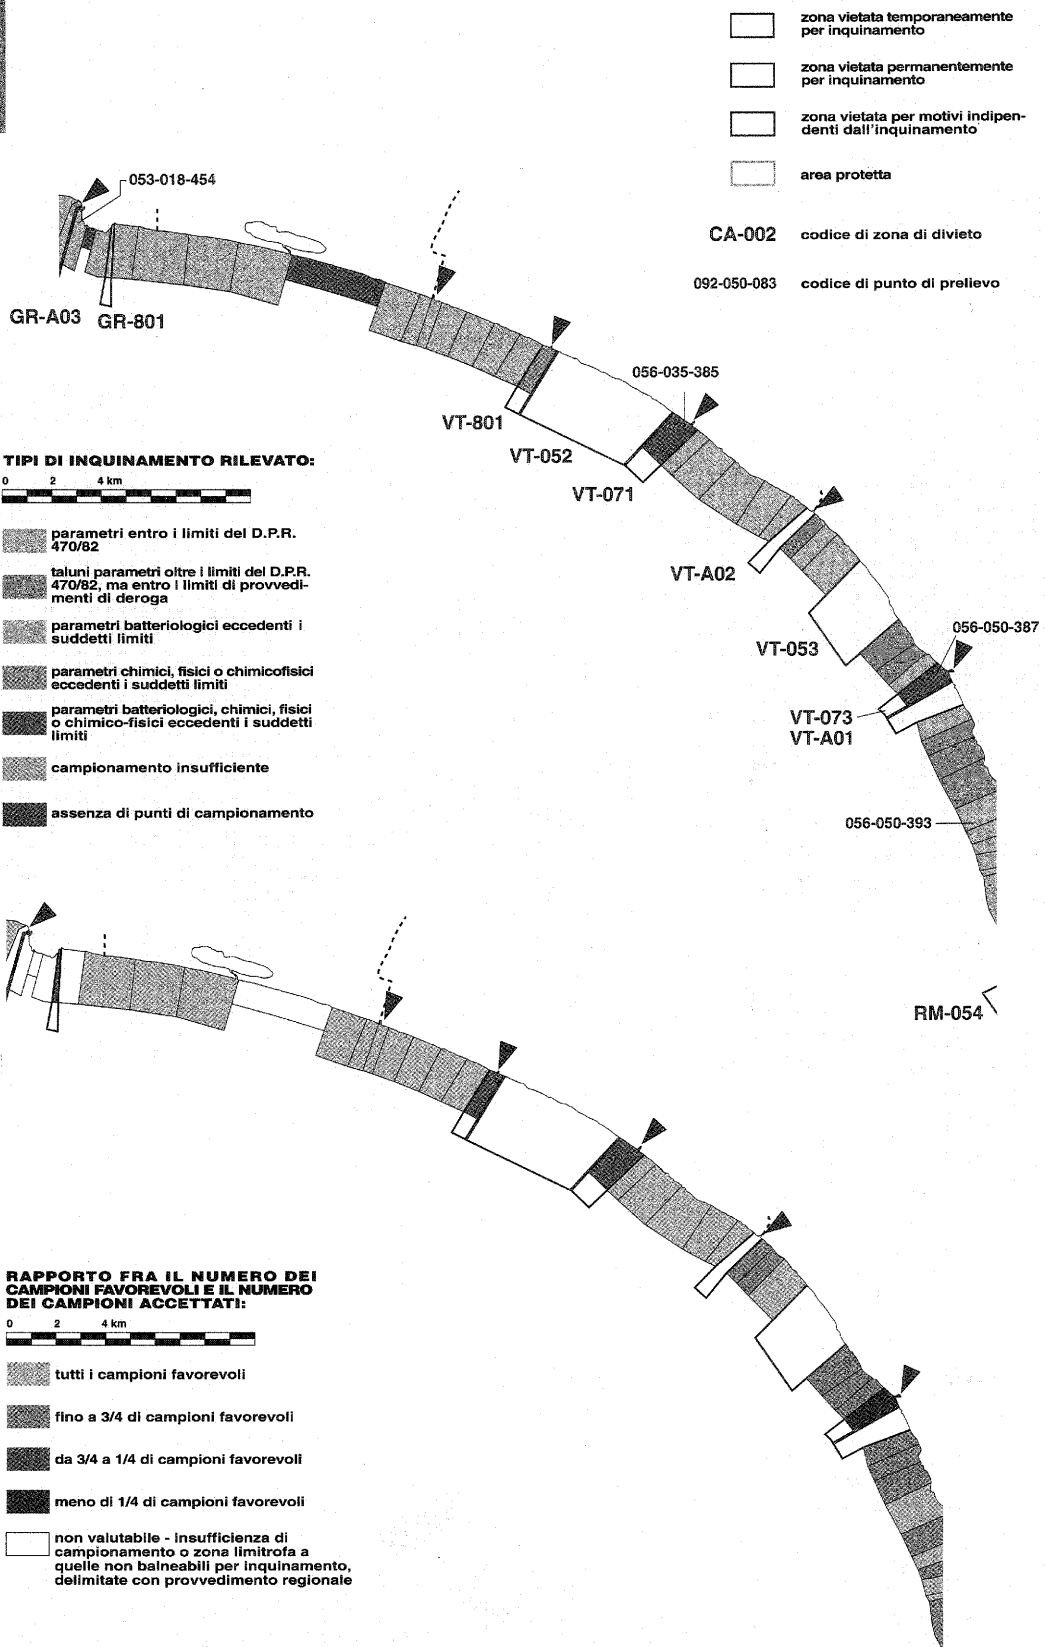 zona vietata temporaneamente
per inquinamento
zona vietata permanentemente
per inquinamento
zona vietata per motivi indipen-
denti dall'inquinamento
area protetta
CA-002 codice di zona di divieto
092-050-083 codice di punto di prelievo
053-018-454
GR-A03 GR-801
056-035-385
VT-801
VT-052
VT-071
VT-A02
056-050-387
VT-053
VT-073
VT-A01
056-050-393
TIPI DI INQUINAMENTO RILEVATO:
0 2 4 km
parametri entro i limiti del D.P.R.
470/82
taluni parametri oltre i limiti del D.P.R.
470/82, ma entro i limiti di provvedi-
menti di deroga
parametri batteriologici eccedenti i
suddetti limiti
parametri chimici, fisici o chimicofisici
eccedenti i suddetti limiti
parametri batteriologici, chimici, fisici
o chimico-fisici eccedenti i suddetti
limiti
campionamento insufficiente
assenza di punti di campionamento
RM-054
RAPPORTO FRA IL NUMERO DEI
CAMPIONI FAVOREVOLI E IL NUMERO
DEI CAMPIONI ACCETTATI:
0 2 4 km
tutti i campioni favorevoli
fino a 3/4 di campioni favorevoli
da 3/4 a 1/4 di campioni favorevoli
meno di 1/4 di campioni favorevoli
non valutabile - insufficienza di
campionamento o zona limitrofa a
quelle non balneabili per inquinamento,
delimitate con provvedimento regionale